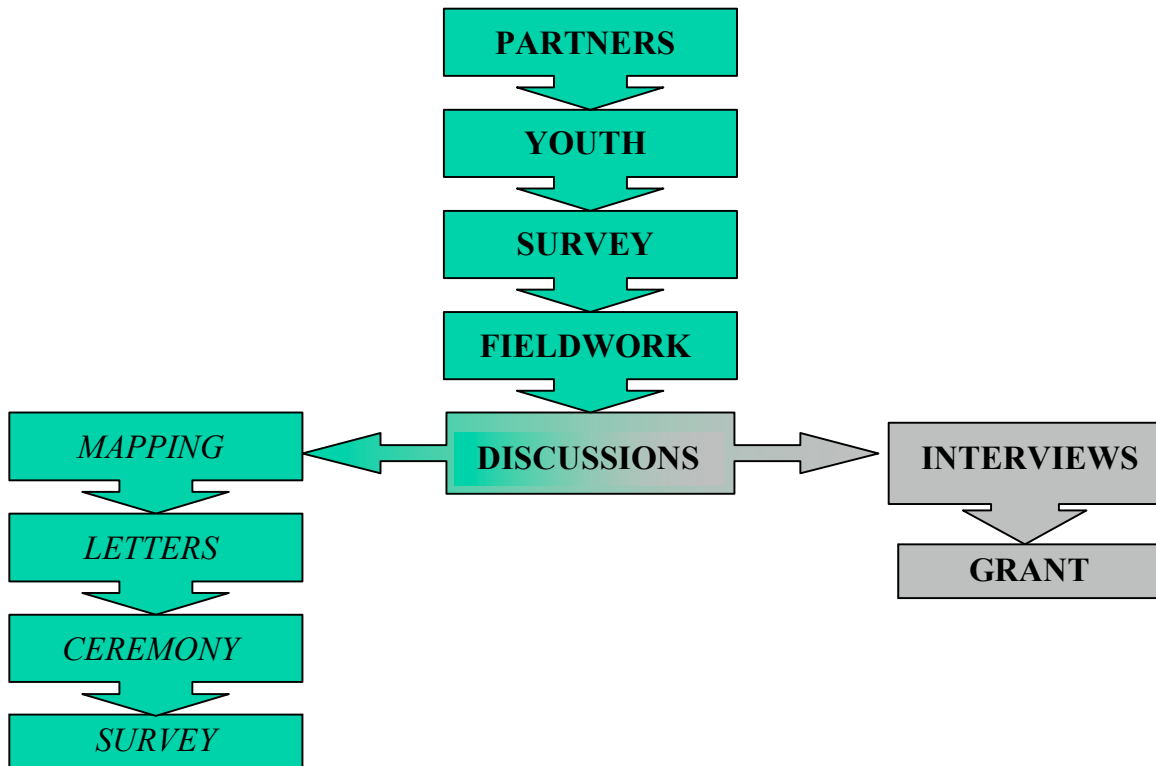 PARTNERS
YOUTH
SURVEY
FIELDWORK
DISCUSSIONS
MAPPING
LETTERS
CEREMONY
SURVEY
INTERVIEWS
GRANT